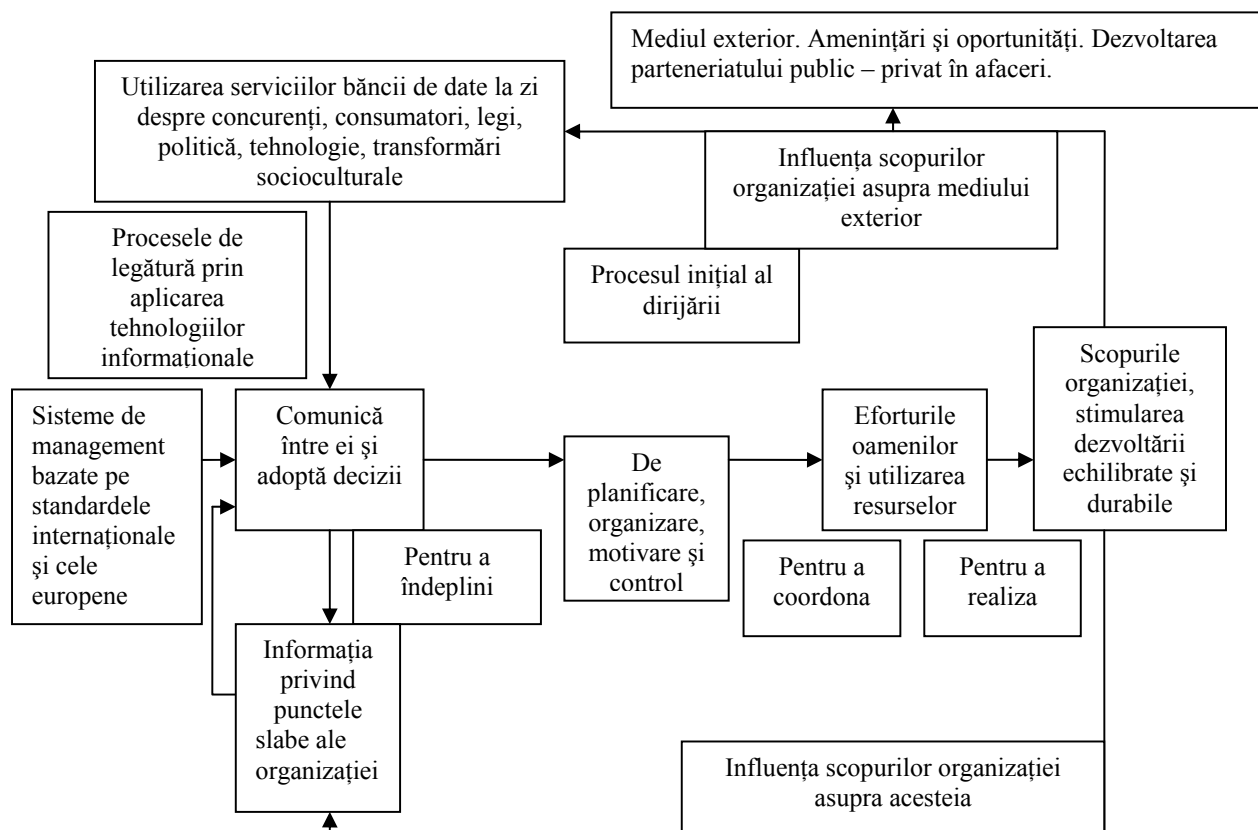 Mediul exterior. Amenințări şi oportunități. Dezvoltarea
parteneriatului public – privat în afaceri.
Utilizarea serviciilor băncii de date la zi
despre concurenți, consumatori, legi,
politică, tehnologie, transformări
socioculturale
Influența scopurilor
organizației asupra mediului
exterior
Procesele de
legătură prin
aplicarea
tehnologiilor
informaționale
Procesul inițial al
dirijării
Sisteme de
management
bazate pe
standardele
internaționale
şi cele
europene
Comunică
între ei şi
adoptă decizii
De
planificare,
organizare,
motivare şi
control
Eforturile
oamenilor
şi utilizarea
resurselor
Scopurile
organizației,
stimularea
dezvoltării
echilibrate şi
durabile
Pentru a
îndeplini
Pentru a
coordona
Pentru a
realiza
Informația
privind
punctele
slabe ale
organizației
Influența scopurilor organizației
asupra acesteia